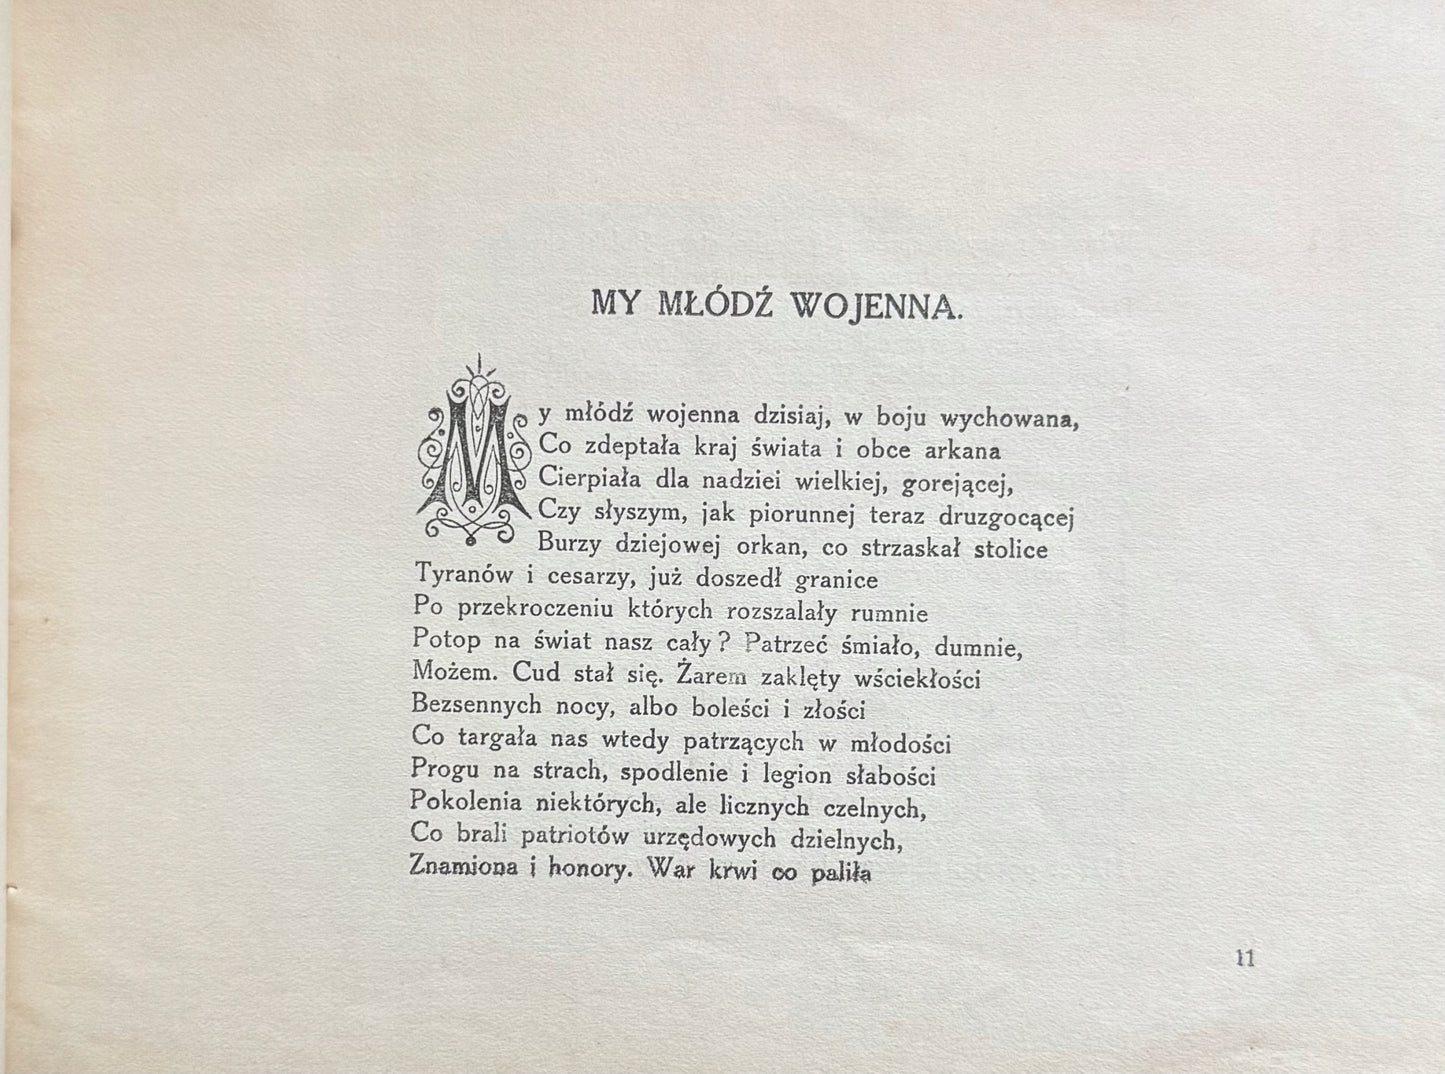 MY MŁÓDŹ WOJENNA.
My młódź wojenna dzisiaj, w boju wychowana,
Co zdeptała kraj świata i obce arkana
Cierpiała dla nadziei wielkiej, gorejącej,
Czy słyszym, jak piorunnej teraz druzgocącej
Burzy dziejowej orkan, co strzaskał stolice
Tyranów i cesarzy, już doszedł granice
Po przekroczeniu których rozszalały rumnie
Potop na świat nasz cały? Patrzeć śmiało, dumnie,
Możem. Cud stał się. Żarem zaklęty wściekłości
Bezsennych nocy, albo boleści i złości
Co targała nas wtedy patrzących w młodości
Progu na strach, spodlenie i legion słabości
Pokolenia niektórych, ale licznych czelnych,
Co brali patriotów urzędowych dzielnych,
Znamiona i honory. War krwi co paliła
11